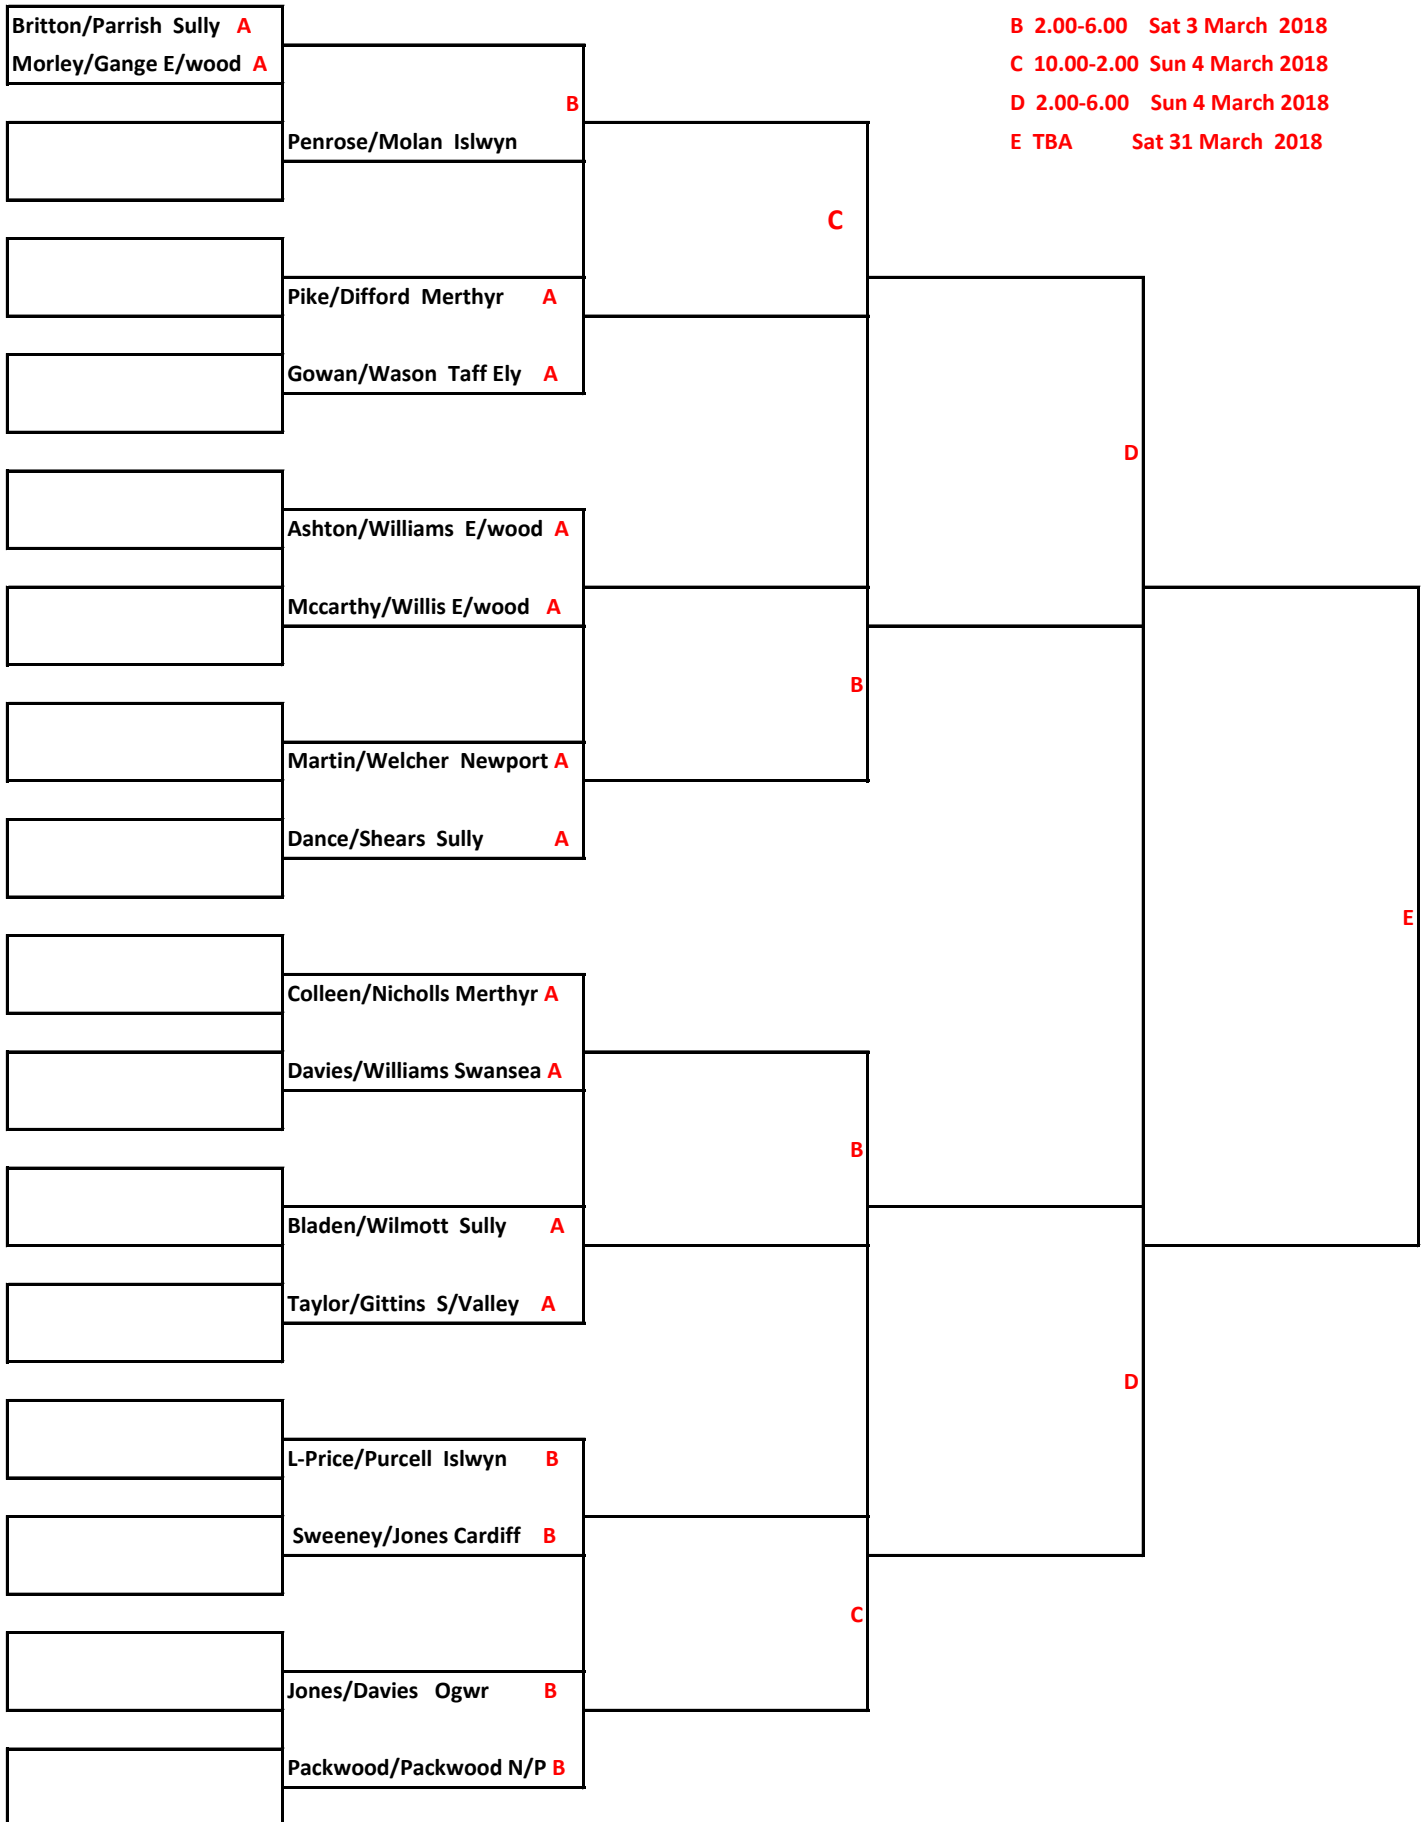 Britton/Parrish Sully A
Morley/Gange E/wood A
B 2.00-6.00 Sat 3 March 2018
C 10.00-2.00 Sun 4 March 2018
D 2.00-6.00 Sun 4 March 2018
E TBA Sat 31 March 2018
B
Penrose/Molan Islwyn
C
Pike/Difford Merthyr A
Gowan/Wason Taff Ely A
D
Ashton/Williams E/wood A
Mccarthy/Willis E/wood A
B
Martin/Welcher Newport A
Dance/Shears Sully A
E
Colleen/Nicholls Merthyr A
Davies/Williams Swansea A
B
Bladen/Wilmott Sully A
Taylor/Gittins S/Valley A
D
L-Price/Purcell Islwyn B
Sweeney/Jones Cardiff B
C
Jones/Davies Ogwr B
Packwood/Packwood N/P B